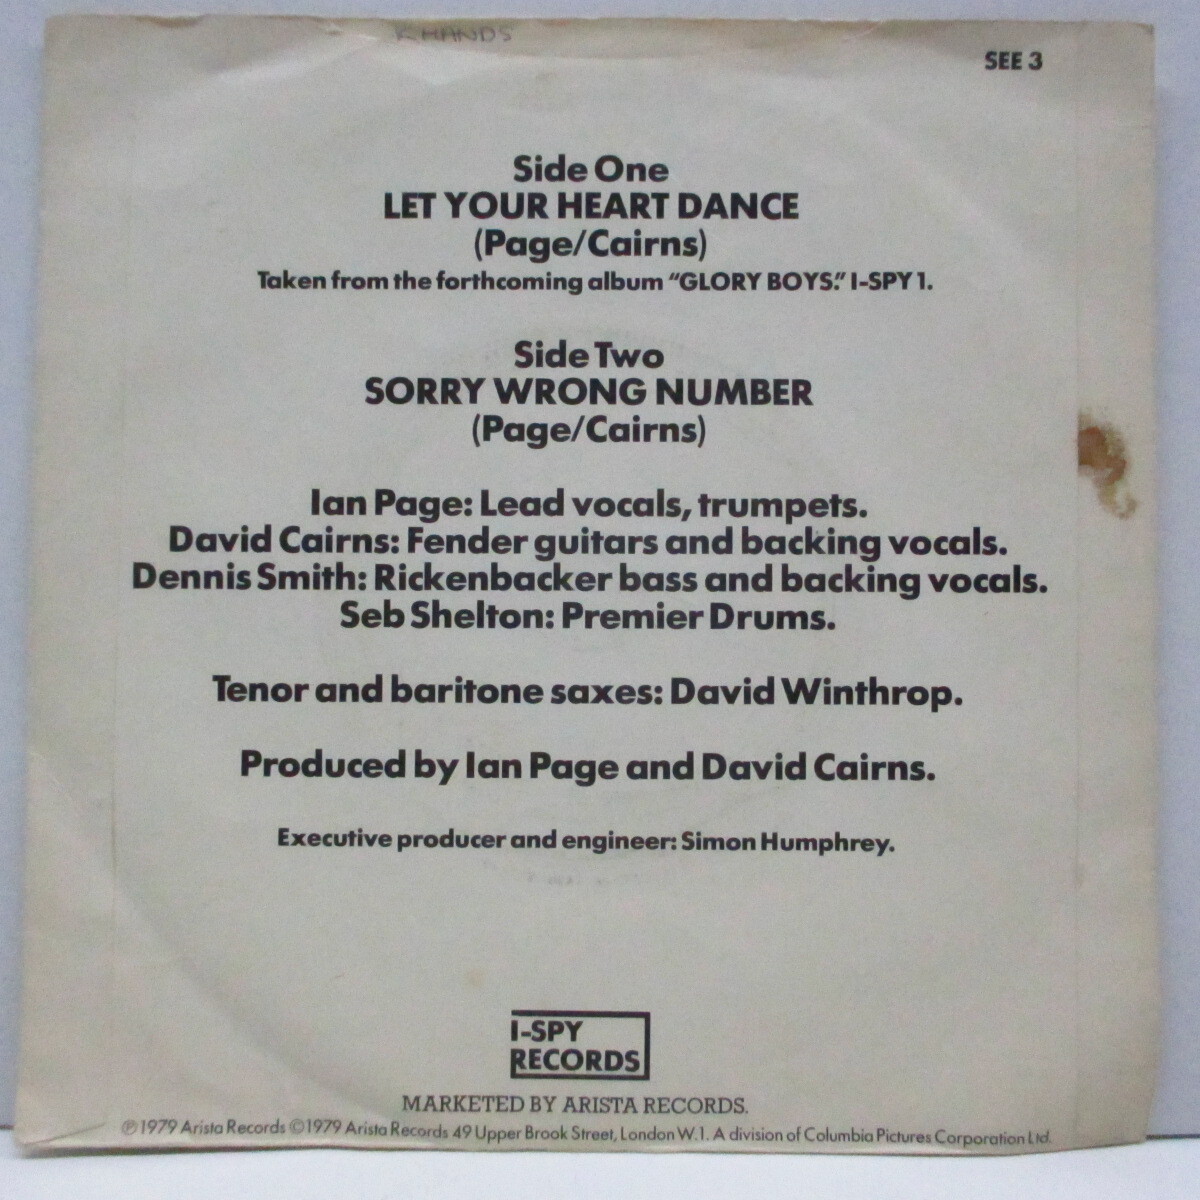 K HANDS
SEE 3
Side One
LET YOUR HEART DANCE
(Page/Cairns)
Taken from the forthcoming album “GLORY BOYS.” I-SPY 1.
Side Two
SORRY WRONG NUMBER
(Page/Cairns)
Ian Page: Lead vocals, trumpets.
David Cairns: Fender guitars and backing vocals.
Dennis Smith: Rickenbacker bass and backing vocals.
Seb Shelton: Premier Drums.
Tenor and baritone saxes: David Winthrop.
Produced by Ian Page and David Cairns.
Executive producer and engineer: Simon Humphrey.
I-SPY
RECORDS
MARKETED BY ARISTA RECORDS.
℗1979 Arista Records ©1979 Arista Records 49 Upper Brook Street, London W.1. A division of Columbia Pictures Corporation Ltd.